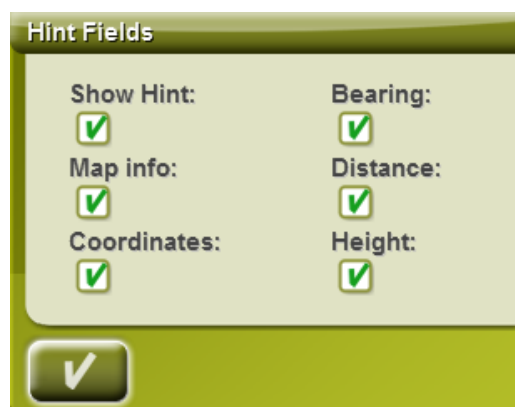 Hint Fields
Show Hint:
Bearing:
Map info:
Distance:
Coordinates:
Height: